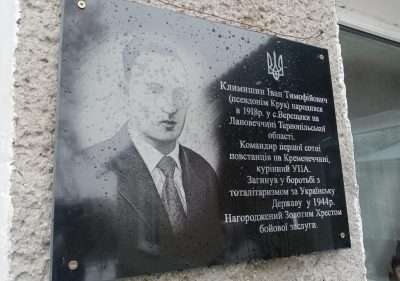 Климишин Іван Тимофійович
(псевдонім Крук) народився
в 1918р. у с.Верещаки на
Лановеччині Тернопільської
області.
Командир першої сотні
повстанців на Кременеччині,
курінний УПА.
Загинув у боротьбі з
тоталітаризмом за Українську
Державу у 1944р.
Нагороджений Золотим Хрестом
бойової заслуги.